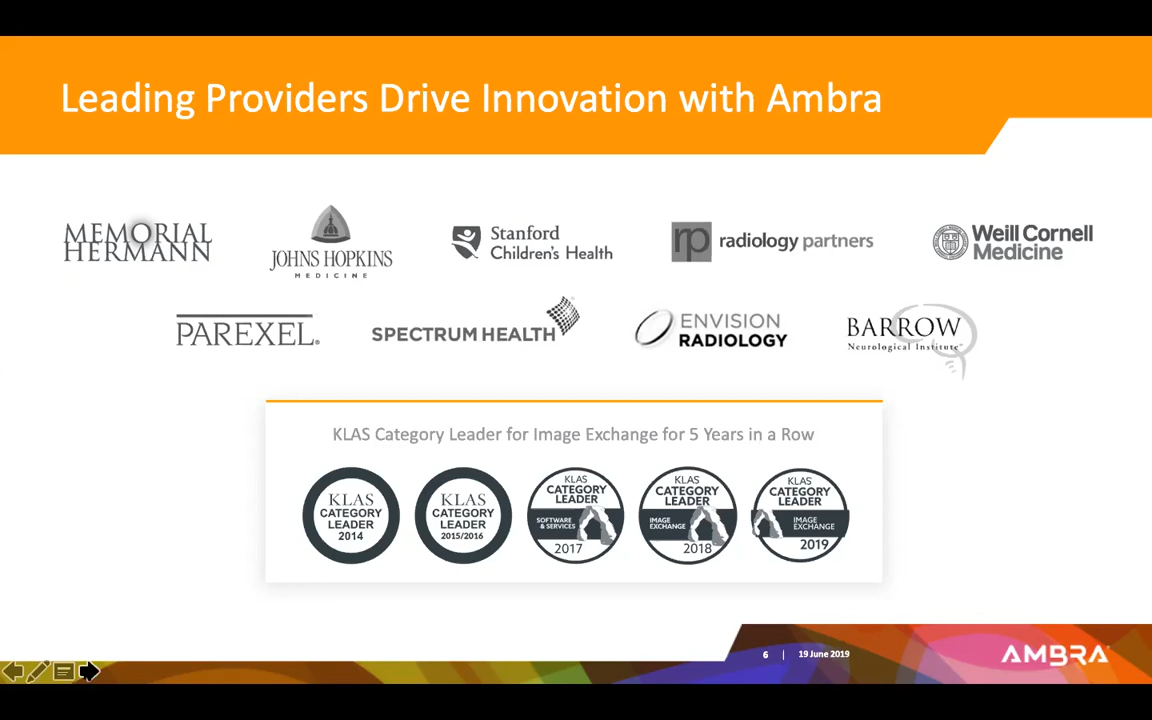 Leading Providers Drive Innovation with Ambra
MEMORIAL
HERMANN
JOHNS HOPKINS
MEDICINE
Stanford
Children's Health
rp radiology partners
Weill Cornell
Medicine
PAREXEL®
SPECTRUM HEALTH
ENVISION
RADIOLOGY
BARROW
Neurological Institute
KLAS Category Leader for Image Exchange for 5 Years in a Row
KLAS
CATEGORY
LEADER
2014
KLAS
CATEGORY
LEADER
2015/2016
KLAS
CATEGORY
LEADER
SOFTWARE
& SERVICES
2017
KLAS
CATEGORY
LEADER
IMAGE
EXCHANGE
2018
KLAS
CATEGORY
LEADER
IMAGE
EXCHANGE
2019
6 | 19 June 2019
AMBRA